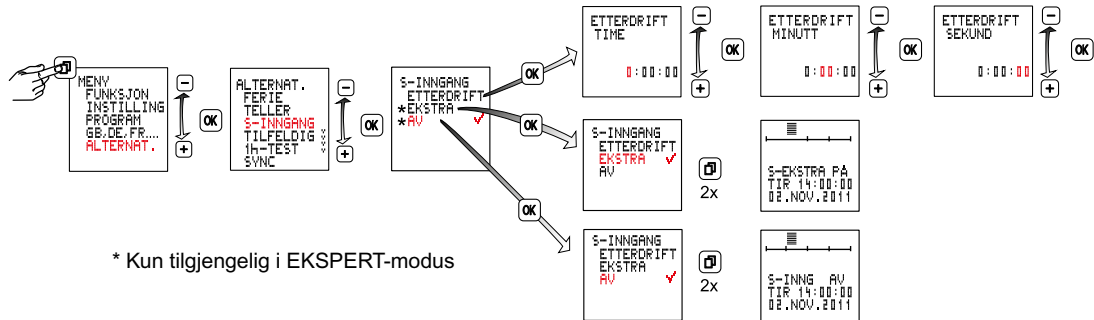 MENY
FUNKSJON
INSTILLING
PROGRAM
GB,DE,FR....
ALTERNAT.
−
OK
+
ALTERNAT.
FERIE
TELLER
S-INNGANG
TILFELDIG
1h-TEST
SYNC
−
OK
+
S-INNGANG
ETTERDRIFT
*EKSTRA
*AV ✓
OK
OK
OK
ETTERDRIFT
TIME
0:00:00
−
OK
+
ETTERDRIFT
MINUTT
0:00:00
−
OK
+
ETTERDRIFT
SEKUND
0:00:00
−
OK
+
S-INNGANG
ETTERDRIFT
EKSTRA ✓
AV
2x
S-EKSTRA PÅ
TIR 14:00:00
02.NOV.2011
S-INNGANG
ETTERDRIFT
EKSTRA
AV ✓
2x
S-INNG AV
TIR 14:00:00
02.NOV.2011
* Kun tilgjengelig i EKSPERT-modus